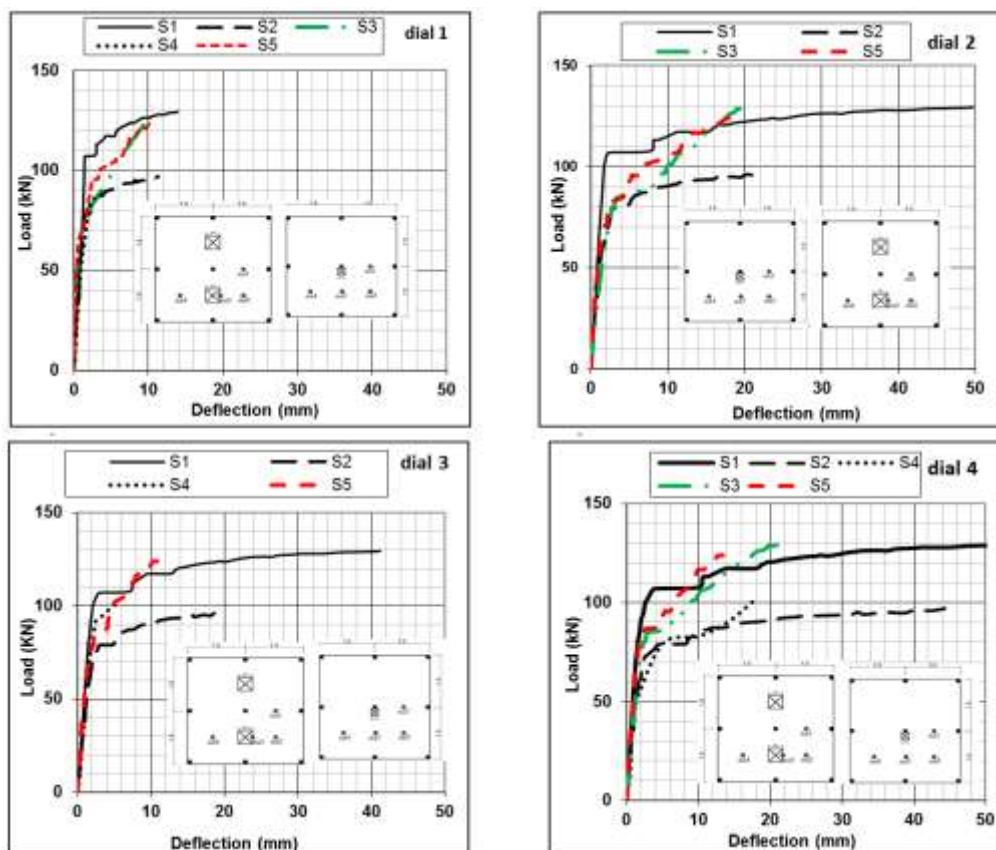 S1 S2 S3
S4 S5
dial 1
150
100
50
0
Load (kN)
0 10 20 30 40 50
Deflection (mm)
S1 S2
S3 S5
dial 2
150
100
50
0
Load (kN)
0 10 20 30 40 50
Deflection (mm)
S1 S2
S4 S5
dial 3
150
100
50
0
Load (KN)
0 10 20 30 40 50
Deflection (mm)
S1 S2 S4
S3 S5
dial 4
150
100
50
0
Load (kN)
0 10 20 30 40 50
Deflection (mm)